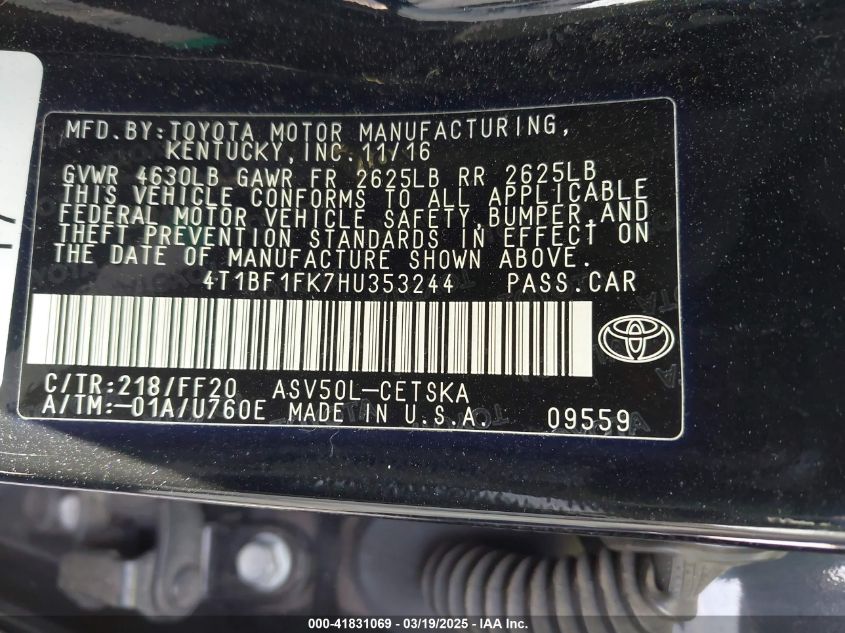 MFD.BY:TOYOTA MOTOR MANUFACTURING,
KENTUCKY,INC. 11/16
GVWR 4630LB GAWR FR 2625LB RR 2625LB
THIS VEHICLE CONFORMS TO ALL APPLICABLE
FEDERAL MOTOR VEHICLE SAFETY,BUMPER,AND
THEFT PREVENTION STANDARDS IN EFFECT ON
THE DATE OF MANUFACTURE SHOWN ABOVE.
4T1BF1FK7HU353244 PASS.CAR
C/TR:218/FF20 ASV50L-CETSKA
A/TM:-01A/U760E MADE IN U.S.A. 09559
000-41831069 - 03/19/2025 - IAA Inc.